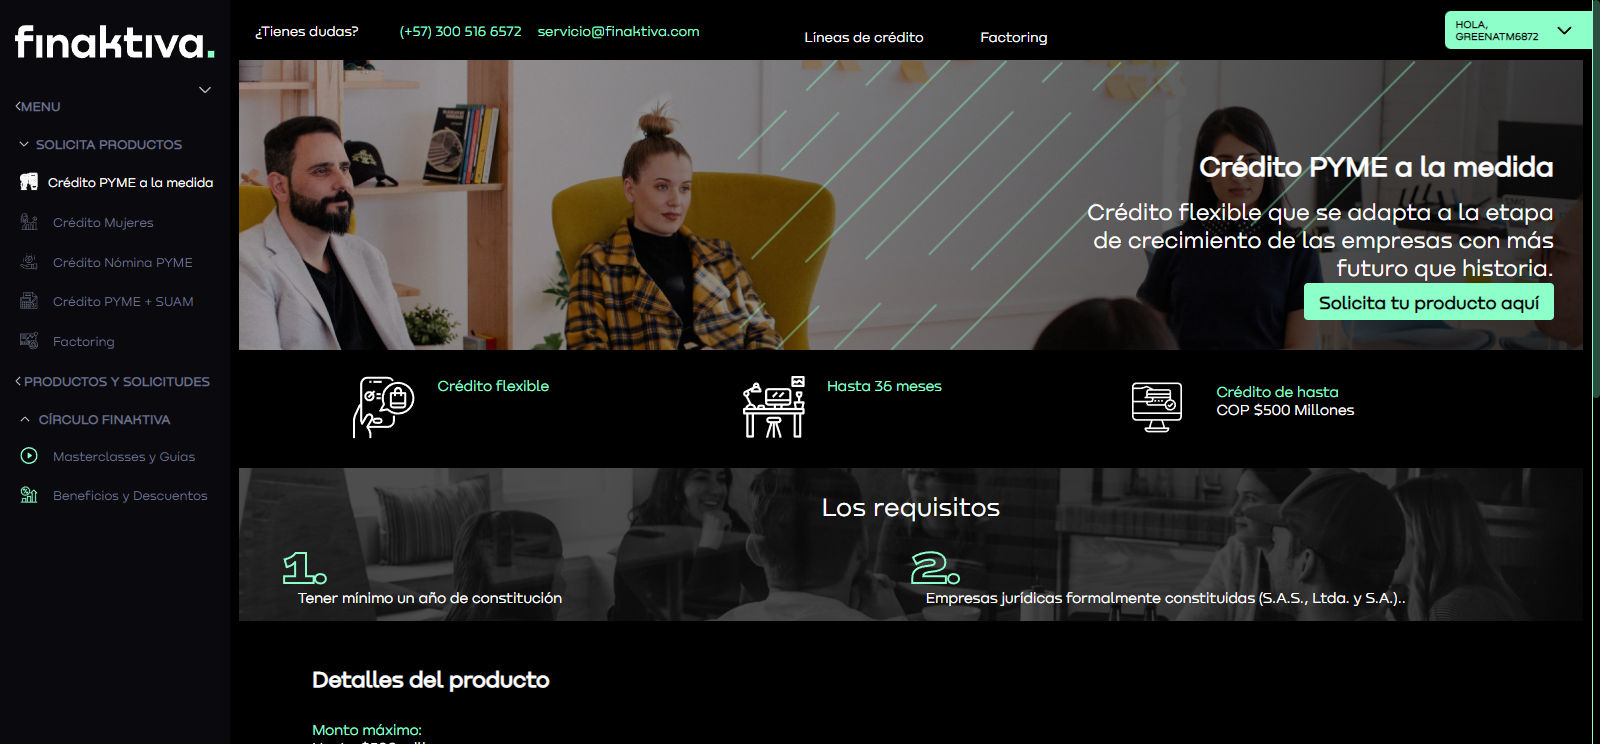 finaktiva.
¿Tienes dudas?
(+57) 300 516 6572
servicio@finaktiva.com
Líneas de crédito
Factoring
HOLA,
GREENATM6872
MENU
SOLICITA PRODUCTOS
Crédito PYME a la medida
Crédito Mujeres
Crédito Nómina PYME
Crédito PYME + SUAM
Factoring
PRODUCTOS Y SOLICITUDES
CÍRCULO FINAKTIVA
Masterclasses y Guías
Beneficios y Descuentos
Crédito PYME a la medida
Crédito flexible que se adapta a la etapa
de crecimiento de las empresas con más
futuro que historia.
Solicita tu producto aquí
Crédito flexible
Hasta 36 meses
Crédito de hasta
COP $500 Millones
Los requisitos
1.
Tener mínimo un año de constitución
2.
Empresas jurídicas formalmente constituidas (S.A.S., Ltda. y S.A.)..
Detalles del producto
Monto máximo: